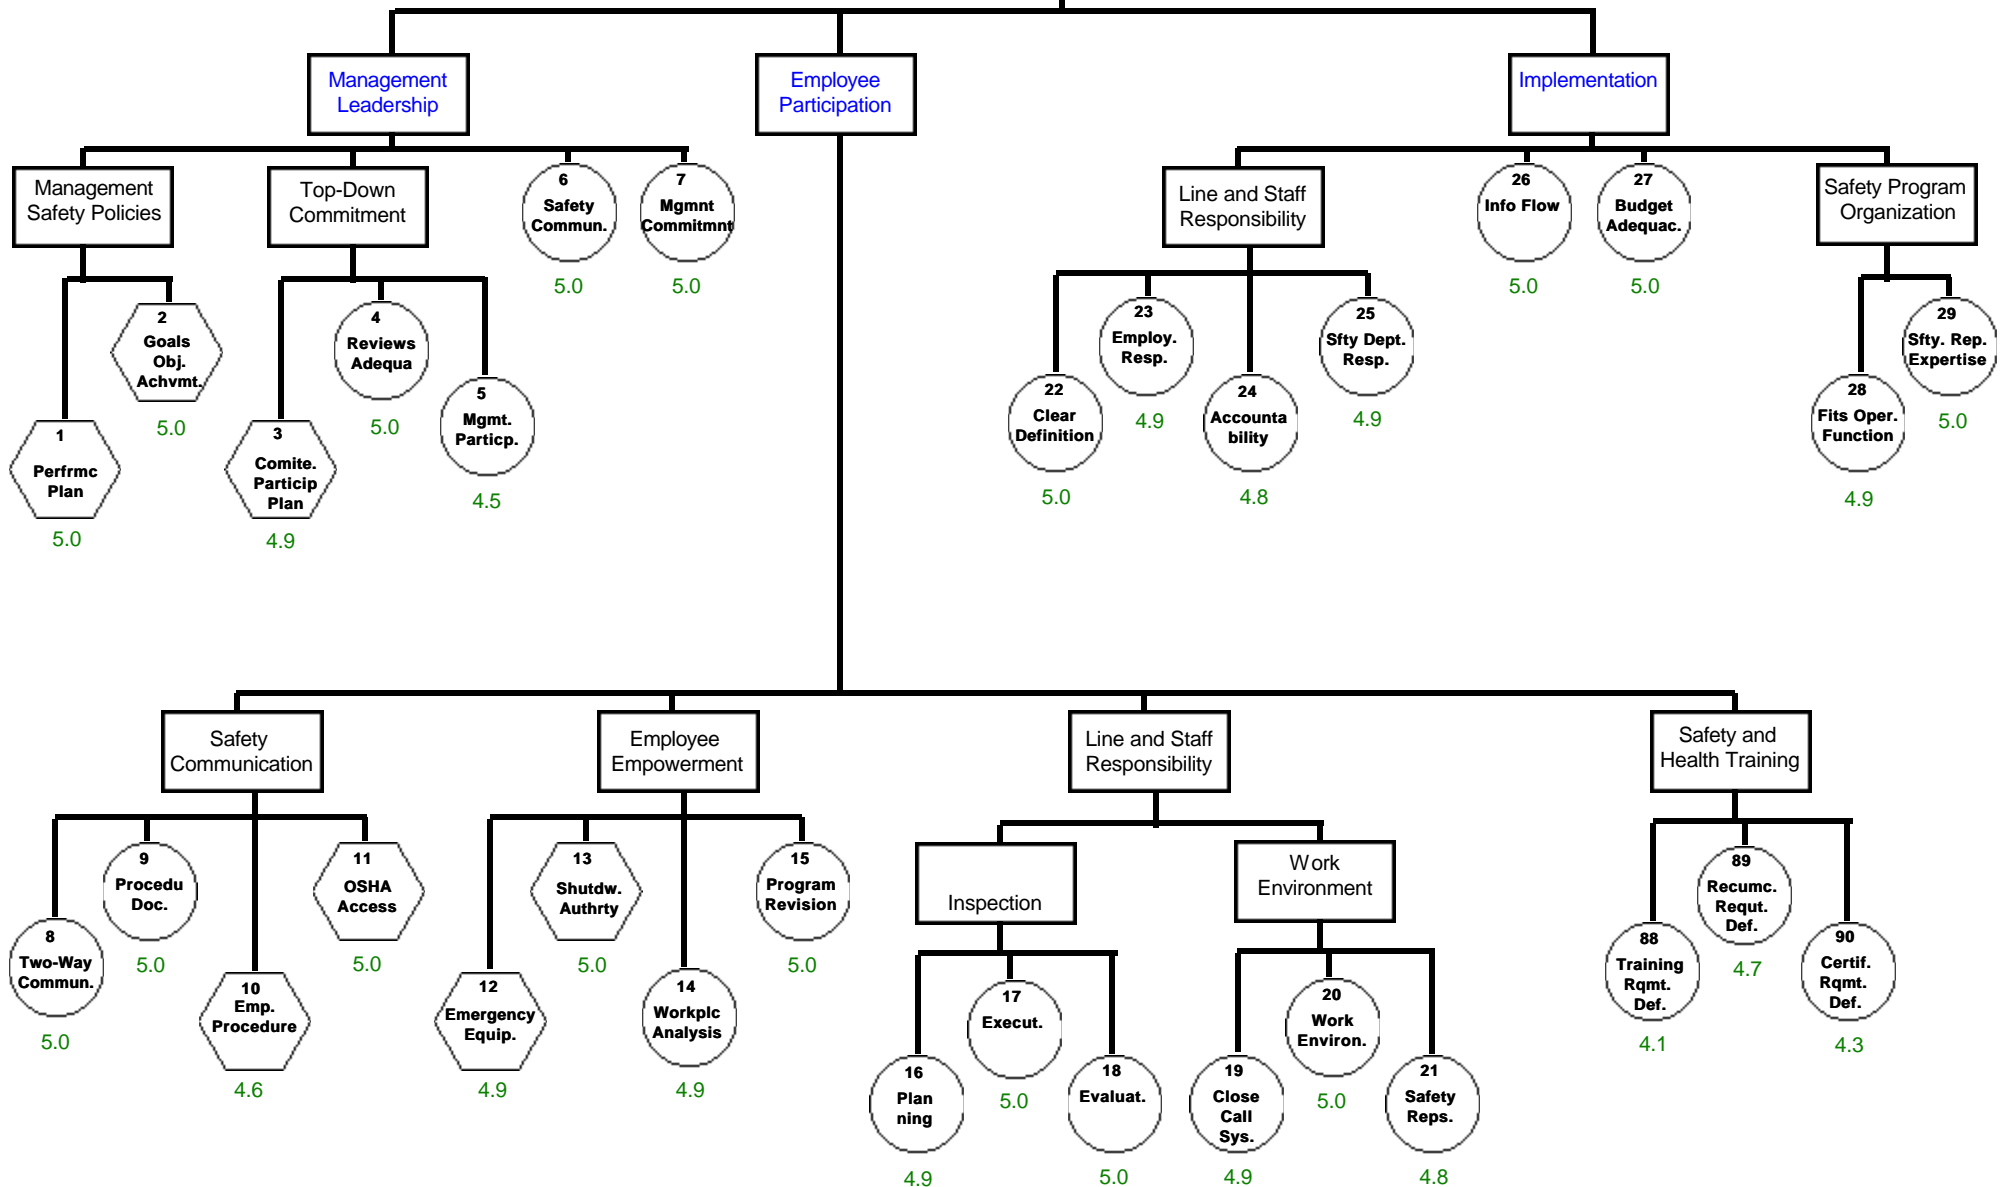 Management
Leadership
Employee
Participation
Implementation
Management
Safety Policies
Top-Down
Commitment
6
Safety
Commun.
5.0
7
Mgmnt
Commitmnt
5.0
Line and Staff
Responsibility
26
Info Flow
5.0
27
Budget
Adequac.
5.0
Safety Program
Organization
1
Perfrmc
Plan
5.0
2
Goals
Obj.
Achvmt.
5.0
3
Comite.
Particip
Plan
4.9
4
Reviews
Adequa
5.0
5
Mgmt.
Particp.
4.5
22
Clear
Definition
5.0
23
Employ.
Resp.
4.9
24
Accounta
bility
4.8
25
Sfty Dept.
Resp.
4.9
28
Fits Oper.
Function
4.9
29
Sfty. Rep.
Expertise
5.0
Safety
Communication
Employee
Empowerment
Line and Staff
Responsibility
Safety and
Health Training
8
Two-Way
Commun.
5.0
9
Procedu
Doc.
5.0
10
Emp.
Procedure
4.6
11
OSHA
Access
5.0
12
Emergency
Equip.
4.9
13
Shutdw.
Authrty
5.0
14
Workplc
Analysis
4.9
15
Program
Revision
5.0
Inspection
Work
Environment
16
Plan
ning
4.9
17
Execut.
5.0
18
Evaluat.
5.0
19
Close
Call
Sys.
4.9
20
Work
Environ.
5.0
21
Safety
Reps.
4.8
88
Training
Rqmt.
Def.
4.1
89
Recumc.
Requt.
Def.
4.7
90
Certif.
Rqmt.
Def.
4.3